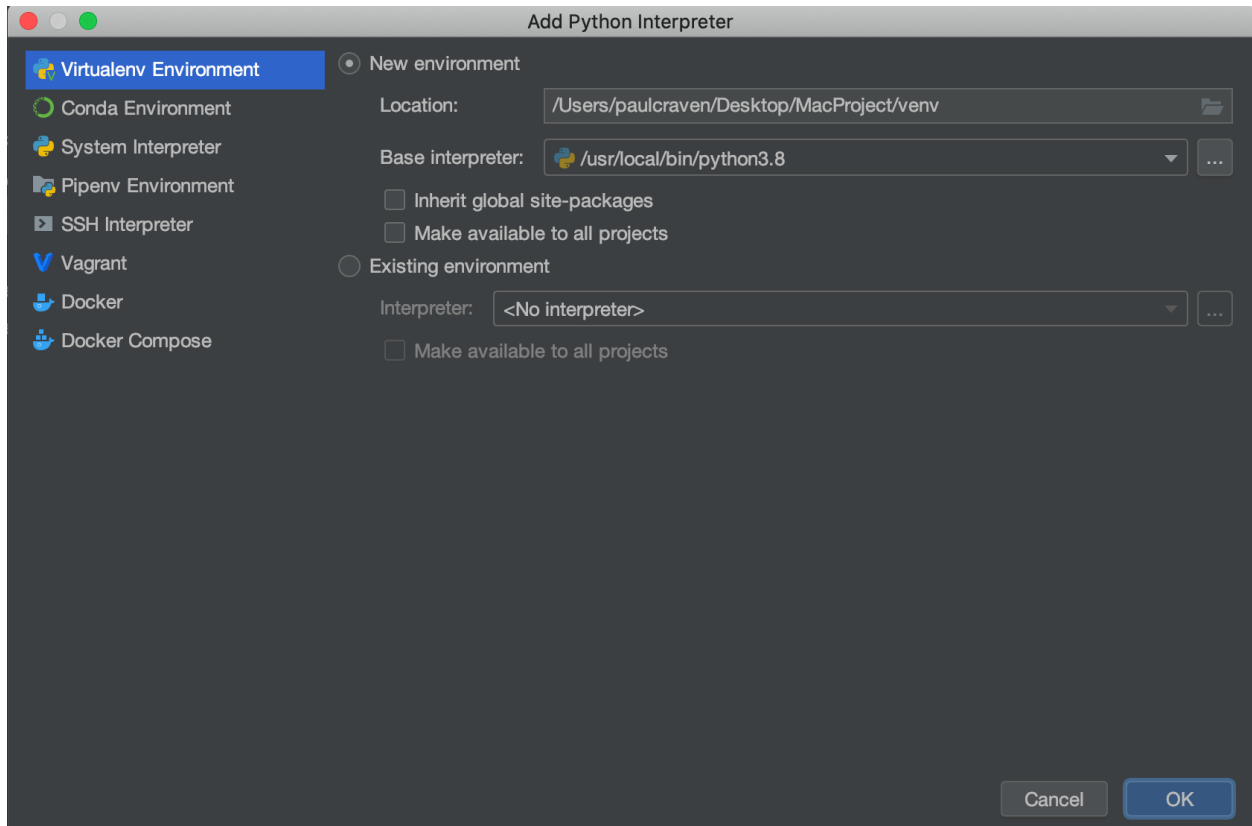 Add Python Interpreter
Virtualenv Environment
Conda Environment
System Interpreter
Pipenv Environment
SSH Interpreter
Vagrant
Docker
Docker Compose
New environment
Location: /Users/paulcraven/Desktop/MacProject/venv
Base interpreter: /usr/local/bin/python3.8 ...
Inherit global site-packages
Make available to all projects
Existing environment
Interpreter: <No interpreter> ...
Make available to all projects
Cancel OK